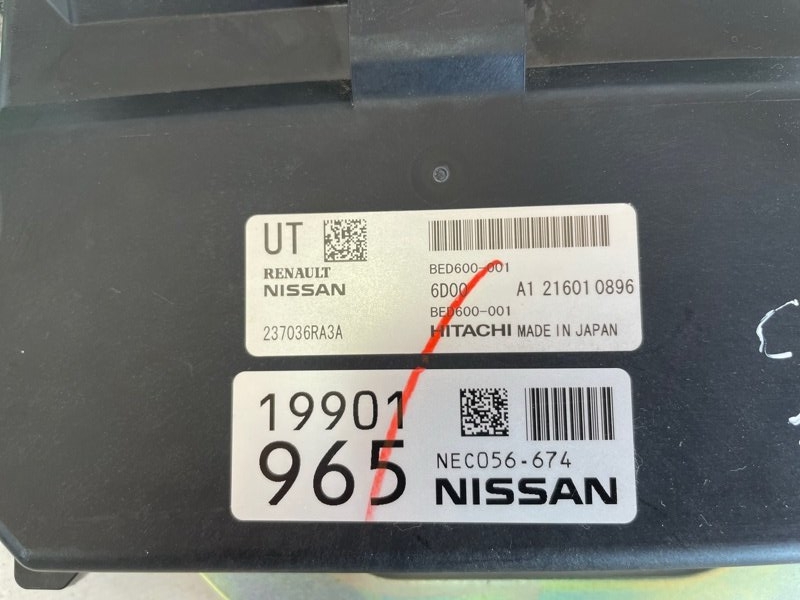 UT
RENAULT
NISSAN
237036RA3A
BED600-001
6D00 A1 216010896
BED600-001
HITACHI MADE IN JAPAN
19901
965
NEC056-674
NISSAN